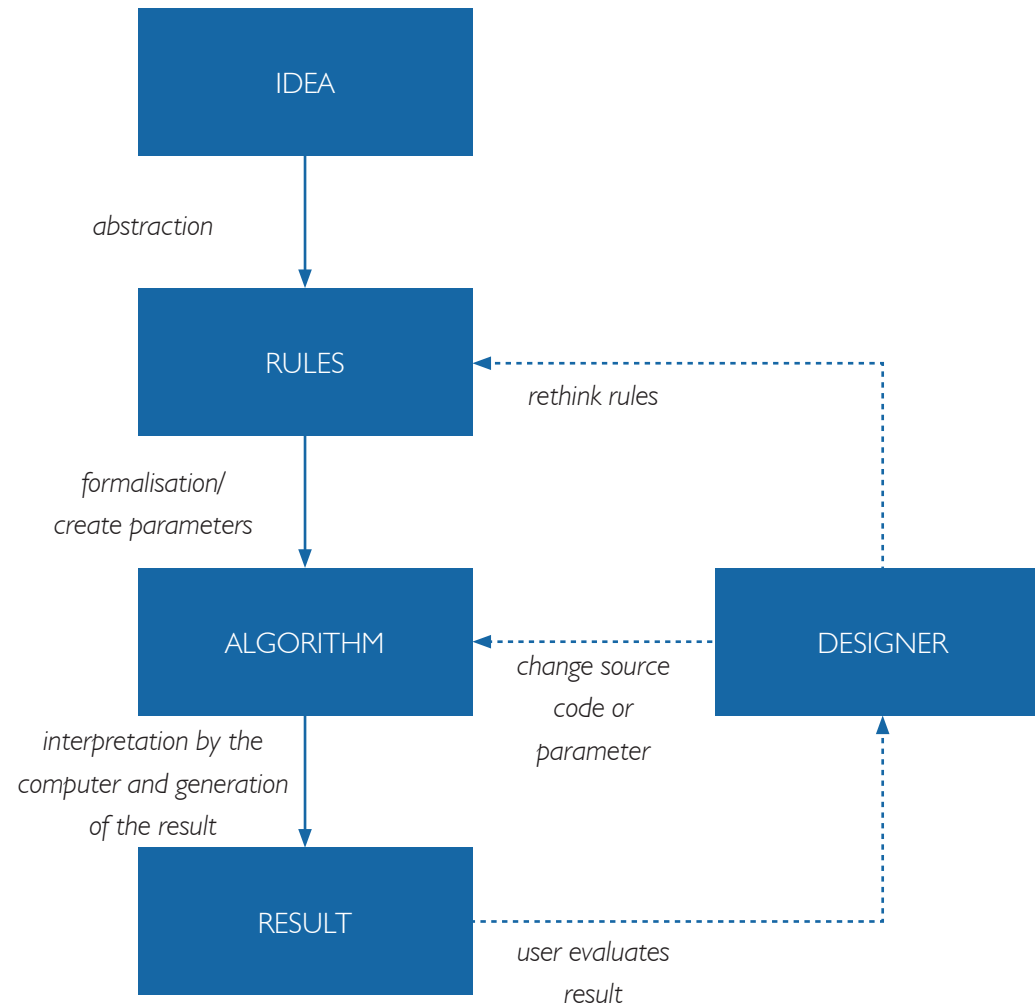 IDEA
abstraction
RULES
rethink rules
formalisation/
create parameters
ALGORITHM
DESIGNER
change source
code or
parameter
interpretation by the
computer and generation
of the result
RESULT
user evaluates
result